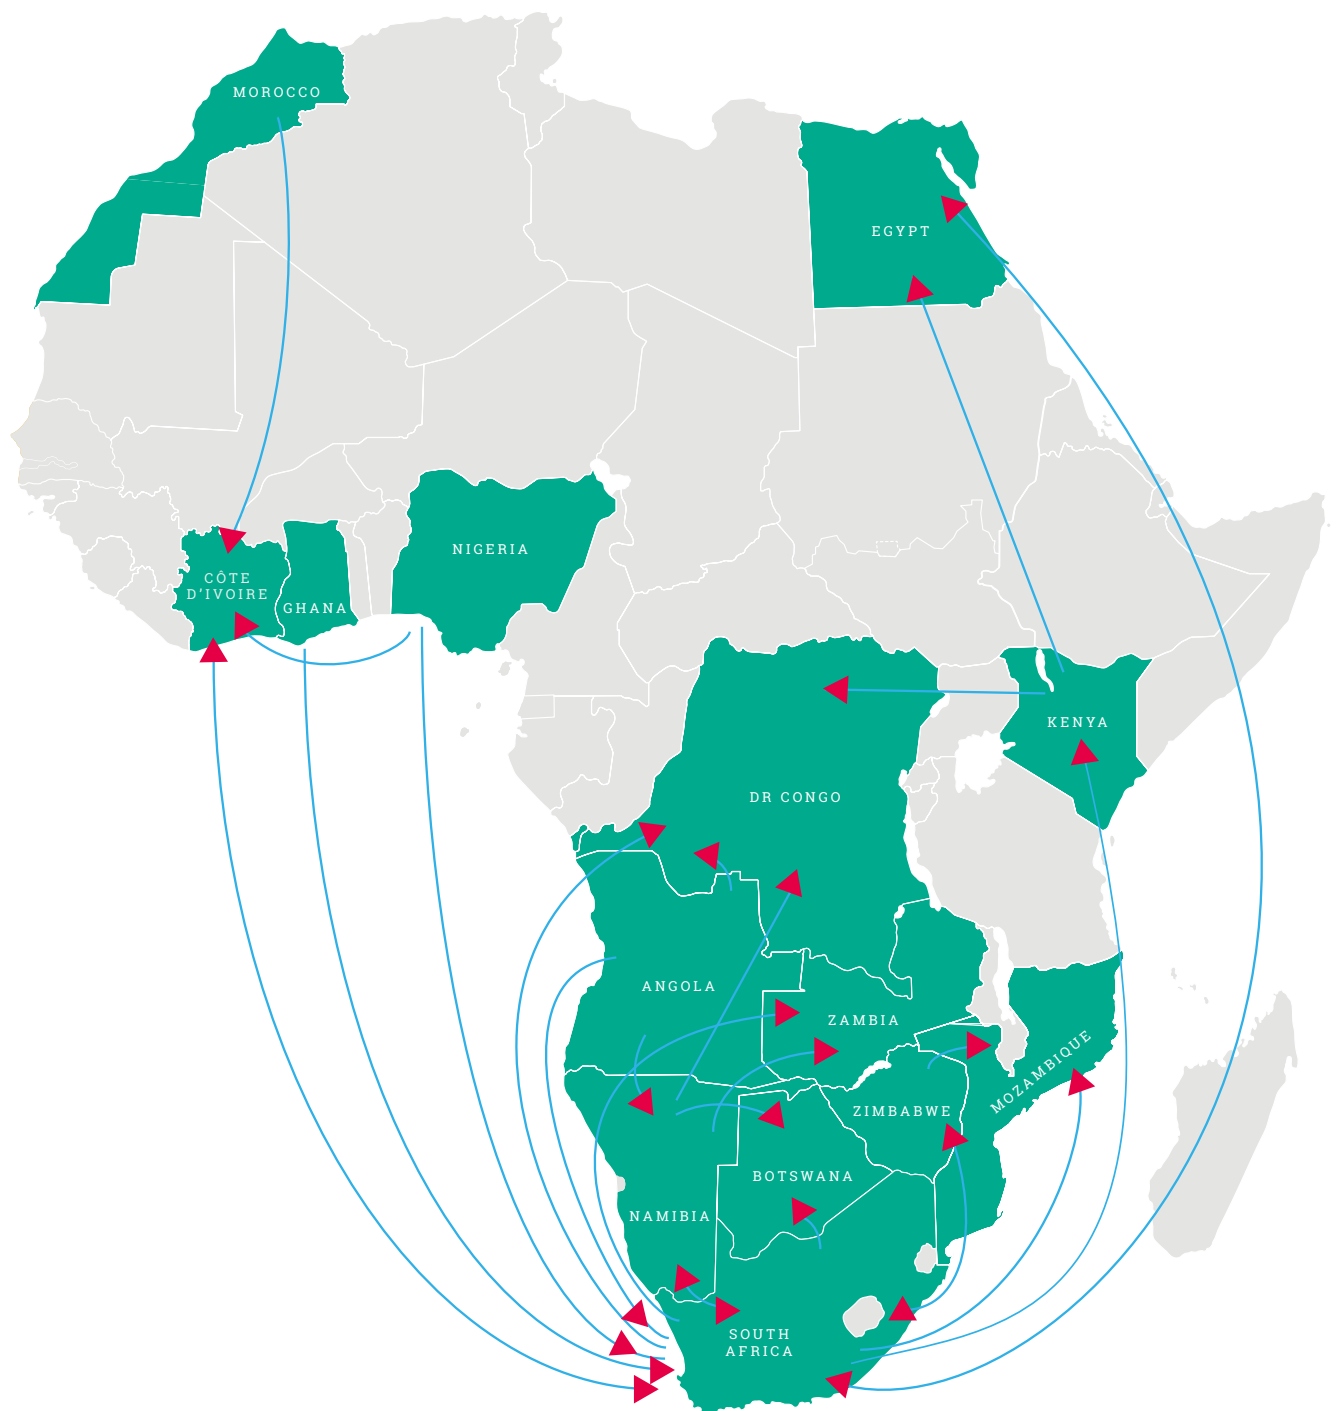 MOROCCO
EGYPT
NIGERIA
CÔTE
D'IVOIRE
GHANA
KENYA
DR CONGO
ANGOLA
ZAMBIA
MOZAMBIQUE
ZIMBABWE
BOTSWANA
NAMIBIA
SOUTH
AFRICA